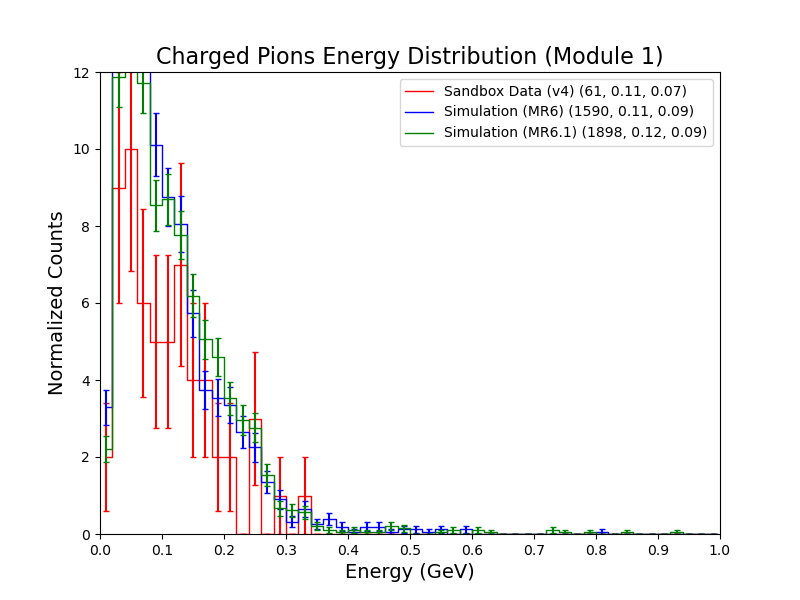 Charged Pions Energy Distribution (Module 1)
Sandbox Data (v4) (61, 0.11, 0.07)
Simulation (MR6) (1590, 0.11, 0.09)
Simulation (MR6.1) (1898, 0.12, 0.09)
Normalized Counts
12
10
8
6
4
2
0
0.0 0.1 0.2 0.3 0.4 0.5 0.6 0.7 0.8 0.9 1.0
Energy (GeV)